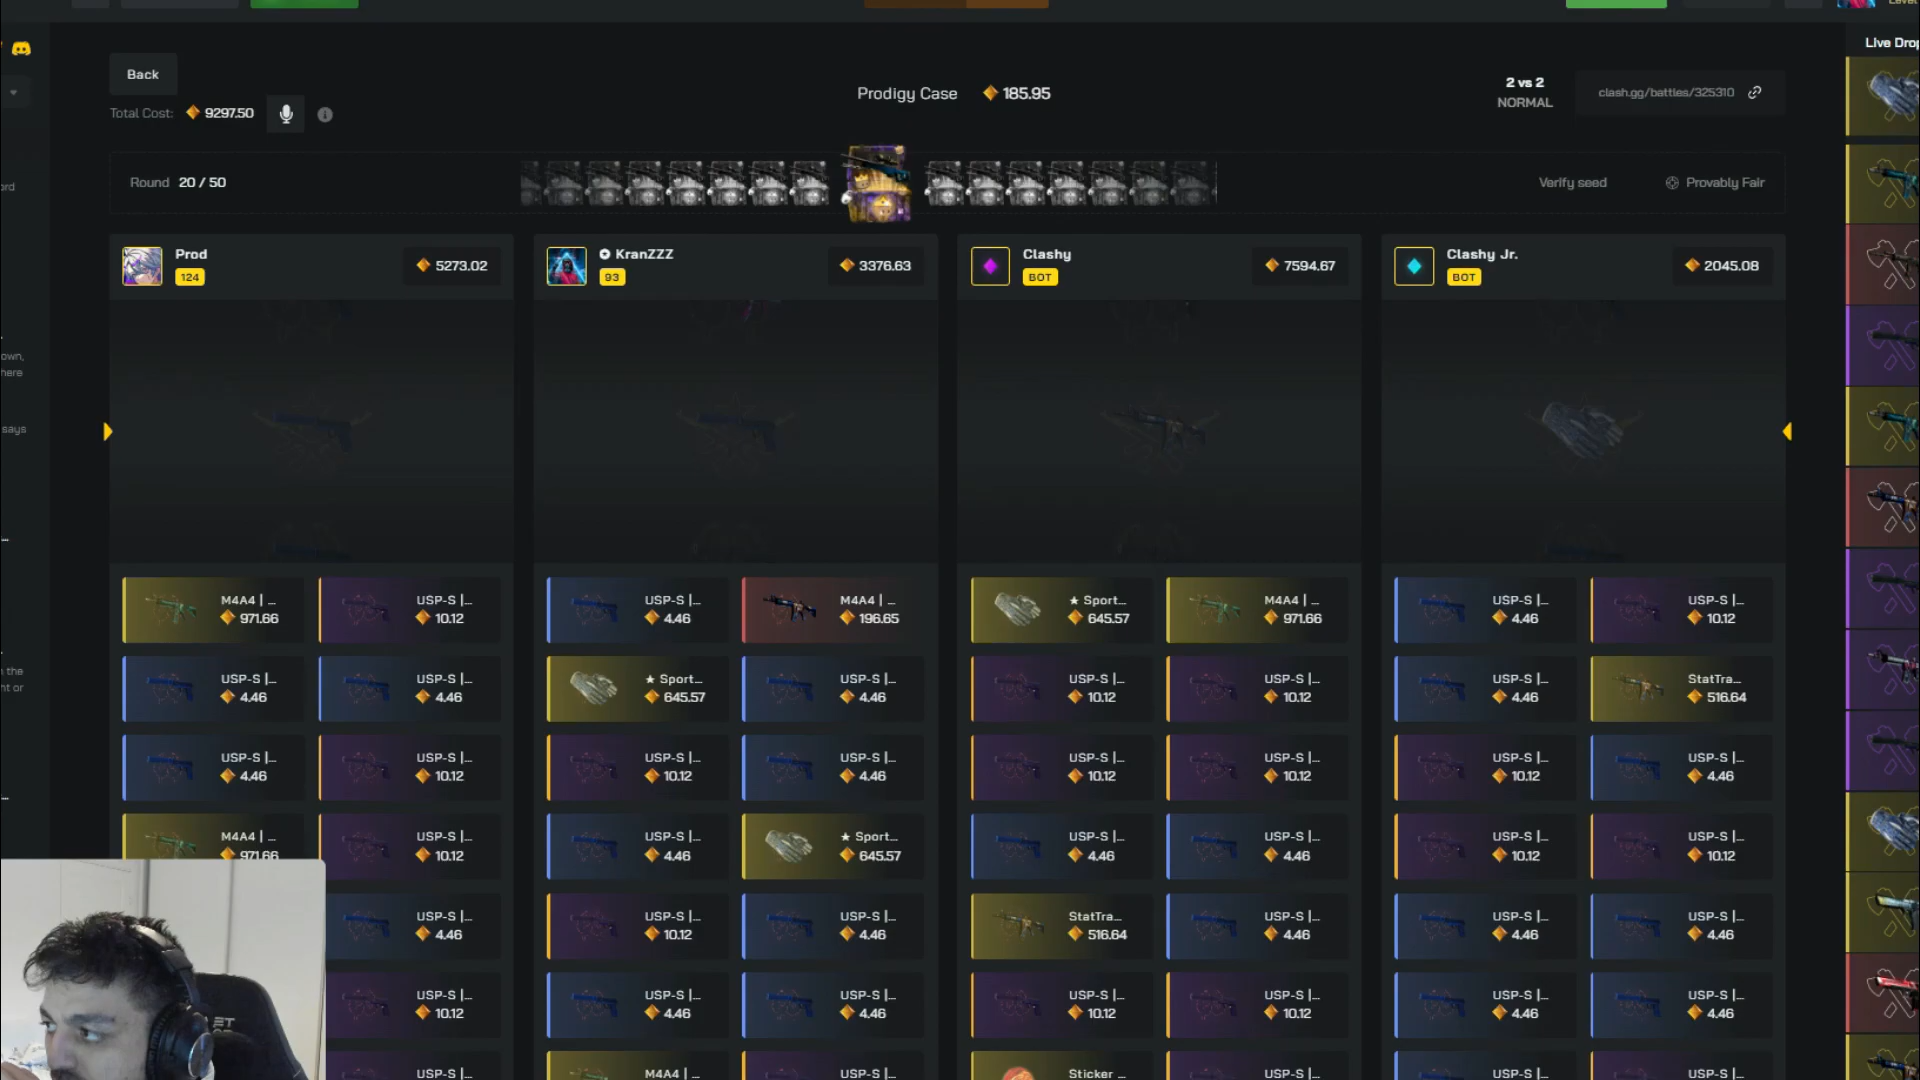 Live Drop
Back
Total Cost: 9297.50
Prodigy Case 185.95
2 vs 2
NORMAL
clash.gg/battles/325310
Round 20 / 50
Verify seed
Provably Fair
Prod
124
5273.02
KranZZZ
93
3376.63
Clashy
BOT
7594.67
Clashy Jr.
BOT
2045.08
ord
own,
here
says
n the
nt or
M4A4 | ...
971.66
USP-S |...
10.12
USP-S |...
4.46
M4A4 | ...
196.65
★ Sport...
645.57
M4A4 | ...
971.66
USP-S |...
4.46
USP-S |...
10.12
USP-S |...
4.46
USP-S |...
4.46
★ Sport...
645.57
USP-S |...
4.46
USP-S |...
10.12
USP-S |...
10.12
USP-S |...
4.46
StatTra...
516.64
USP-S |...
4.46
USP-S |...
10.12
USP-S |...
10.12
USP-S |...
4.46
USP-S |...
10.12
USP-S |...
10.12
USP-S |...
10.12
USP-S |...
4.46
M4A4 | ...
971.66
USP-S |...
10.12
USP-S |...
4.46
★ Sport...
645.57
USP-S |...
4.46
USP-S |...
4.46
USP-S |...
10.12
USP-S |...
10.12
USP-S |...
4.46
USP-S |...
10.12
USP-S |...
4.46
StatTra...
516.64
USP-S |...
4.46
USP-S |...
4.46
USP-S |...
4.46
USP-S |...
10.12
USP-S |...
4.46
USP-S |...
4.46
USP-S |...
10.12
USP-S |...
10.12
USP-S |...
4.46
USP-S |...
4.46
USP-S |...
M4A4 | ...
USP-S |...
Sticker ...
USP-S |...
USP-S |...
USP-S |...